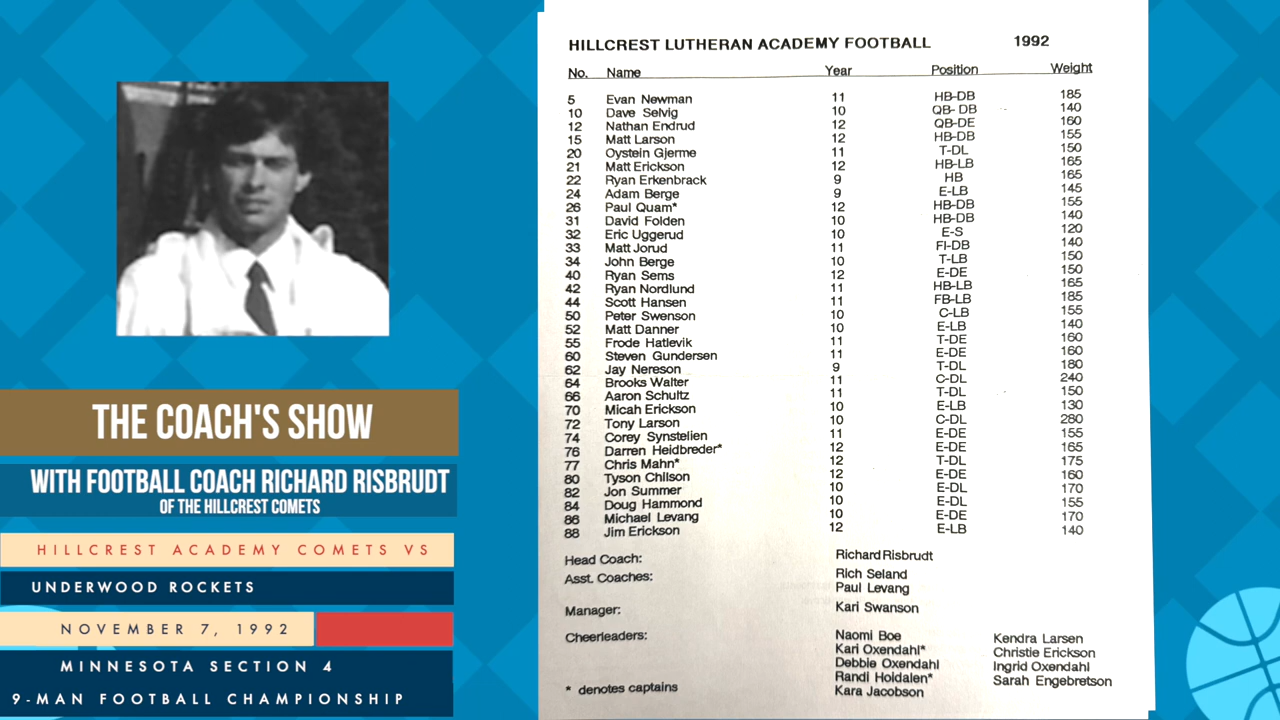 THE COACH'S SHOW
WITH FOOTBALL COACH RICHARD RISBRUDT
OF THE HILLCREST COMETS
HILLCREST ACADEMY COMETS VS
UNDERWOOD ROCKETS
NOVEMBER 7, 1992
MINNESOTA SECTION 4
9-MAN FOOTBALL CHAMPIONSHIP
HILLCREST LUTHERAN ACADEMY FOOTBALL 1992
No. Name Year Position Weight
5 Evan Newman 11 HB-DB 185
10 Dave Selvig 10 QB- DB 140
12 Nathan Endrud 12 QB-DE 160
15 Matt Larson 12 HB-DB 155
20 Oystein Gjerme 11 T-DL 150
21 Matt Erickson 12 HB-LB 165
22 Ryan Erkenbrack 9 HB 165
24 Adam Berge 9 E-LB 145
26 Paul Quam* 12 HB-DB 155
31 David Folden 10 HB-DB 140
32 Eric Uggerud 10 E-S 120
33 Matt Jorud 11 Fl-DB 140
34 John Berge 10 T-LB 150
40 Ryan Sems 12 E-DE 150
42 Ryan Nordlund 11 HB-LB 165
44 Scott Hansen 11 FB-LB 185
50 Peter Swenson 10 C-LB 155
52 Matt Danner 10 E-LB 140
55 Frode Hatlevik 11 T-DE 160
60 Steven Gundersen 11 E-DE 160
62 Jay Nereson 9 T-DL 180
64 Brooks Walter 11 C-DL 240
66 Aaron Schultz 11 T-DL 150
70 Micah Erickson 10 E-LB 130
72 Tony Larson 10 C-DL 260
74 Corey Synstelien 11 E-DE 155
76 Darren Heidbreder* 12 E-DE 165
77 Chris Mahn* 12 T-DL 175
80 Tyson Chilson 12 E-DE 160
82 Jon Summer 10 E-DL 170
84 Doug Hammond 10 E-DL 155
86 Michael Levang 10 E-DE 170
88 Jim Erickson 12 E-LB 140
Head Coach: Richard Risbrudt
Asst. Coaches: Rich Seland
Paul Levang
Manager: Kari Swanson
Cheerleaders: Naomi Boe Kendra Larsen
Kari Oxendahl* Christie Erickson
Debbie Oxendahl Ingrid Oxendahl
Randi Hoidalen* Sarah Engebretson
Kara Jacobson
* denotes captains